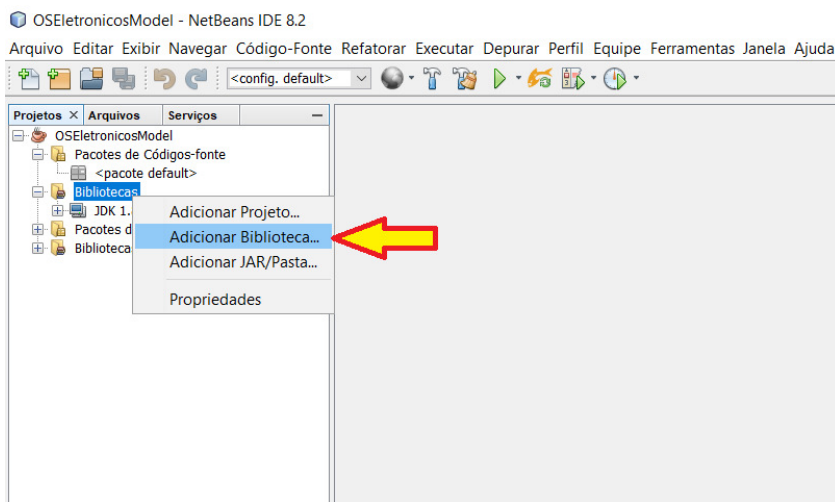 OSEletronicosModel - NetBeans IDE 8.2
Arquivo Editar Exibir Navegar Código-Fonte Refatorar Executar Depurar Perfil Equipe Ferramentas Janela Ajuda
<config. default>
Projetos Arquivos Serviços
OSEletronicosModel
Pacotes de Códigos-fonte
<pacote default>
Bibliotecas
JDK 1.
Adicionar Projeto...
Pacotes d
Adicionar Biblioteca...
Biblioteca
Adicionar JAR/Pasta...
Propriedades